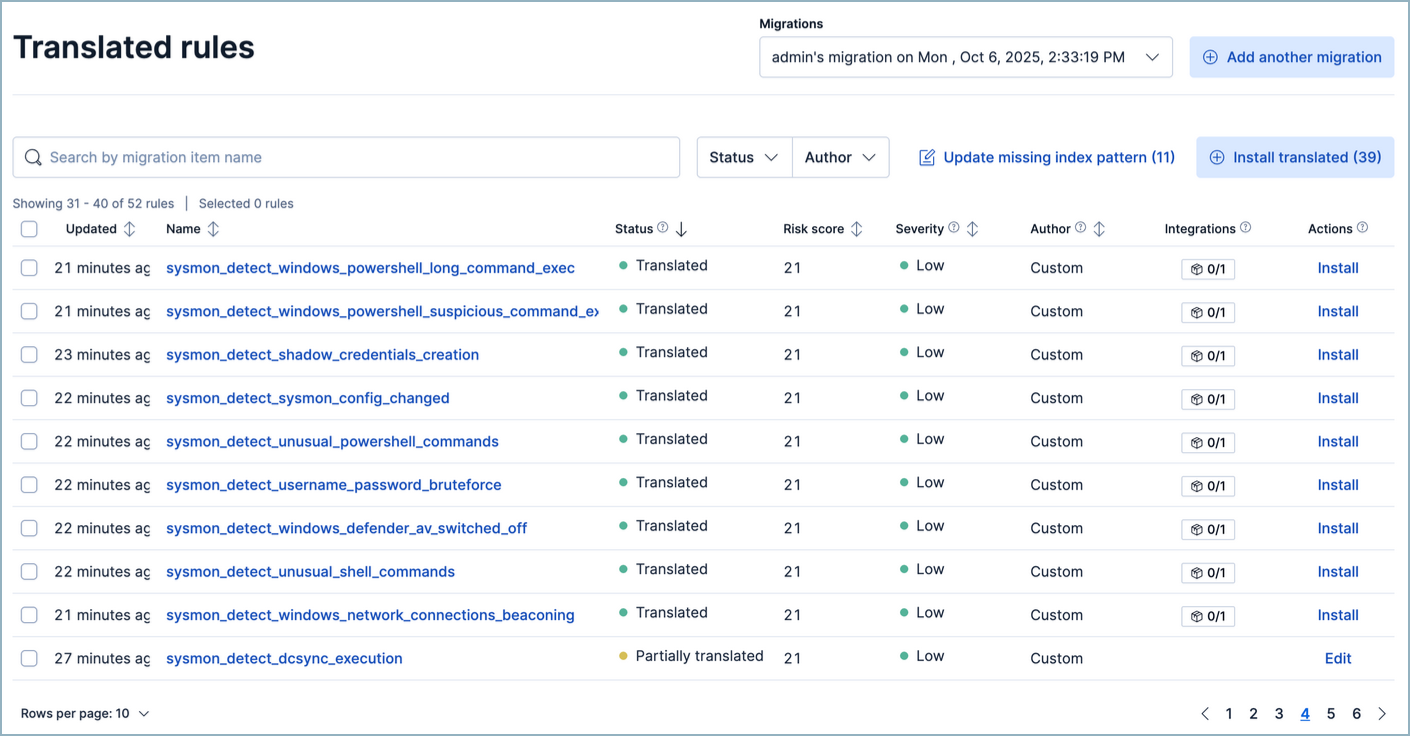 Translated rules
Migrations
admin's migration on Mon , Oct 6, 2025, 2:33:19 PM
Add another migration
Search by migration item name
Status Author Update missing index pattern (11) Install translated (39)
Showing 31 - 40 of 52 rules | Selected 0 rules
Updated Name Status Risk score Severity Author Integrations Actions
21 minutes ag sysmon_detect_windows_powershell_long_command_exec Translated 21 Low Custom 0/1 Install
21 minutes ag sysmon_detect_windows_powershell_suspicious_command_ex Translated 21 Low Custom 0/1 Install
23 minutes ag sysmon_detect_shadow_credentials_creation Translated 21 Low Custom 0/1 Install
22 minutes ag sysmon_detect_sysmon_config_changed Translated 21 Low Custom 0/1 Install
22 minutes ag sysmon_detect_unusual_powershell_commands Translated 21 Low Custom 0/1 Install
22 minutes ag sysmon_detect_username_password_bruteforce Translated 21 Low Custom 0/1 Install
22 minutes ag sysmon_detect_windows_defender_av_switched_off Translated 21 Low Custom 0/1 Install
22 minutes ag sysmon_detect_unusual_shell_commands Translated 21 Low Custom 0/1 Install
21 minutes ag sysmon_detect_windows_network_connections_beaconing Translated 21 Low Custom 0/1 Install
27 minutes ag sysmon_detect_dcsync_execution Partially translated 21 Low Custom Edit
Rows per page: 10 1 2 3 4 5 6